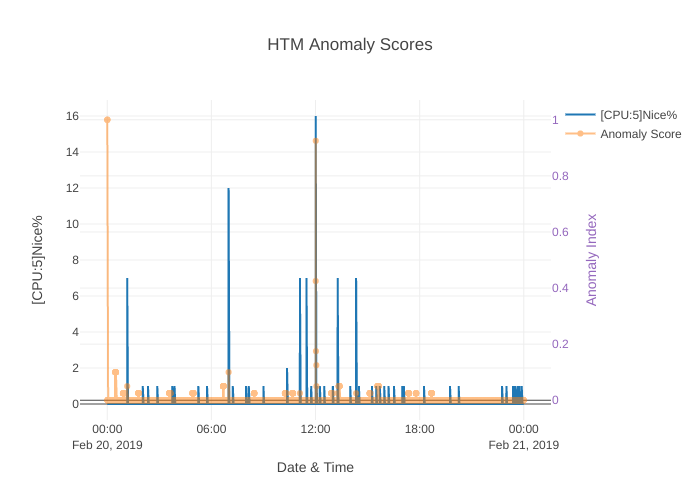 HTM Anomaly Scores
[CPU:5]Nice%
Anomaly Score
16
14
12
10
8
6
4
2
0
[CPU:5]Nice%
1
0.8
0.6
0.4
0.2
0
Anomaly Index
00:00
Feb 20, 2019
06:00
12:00
18:00
00:00
Feb 21, 2019
Date & Time